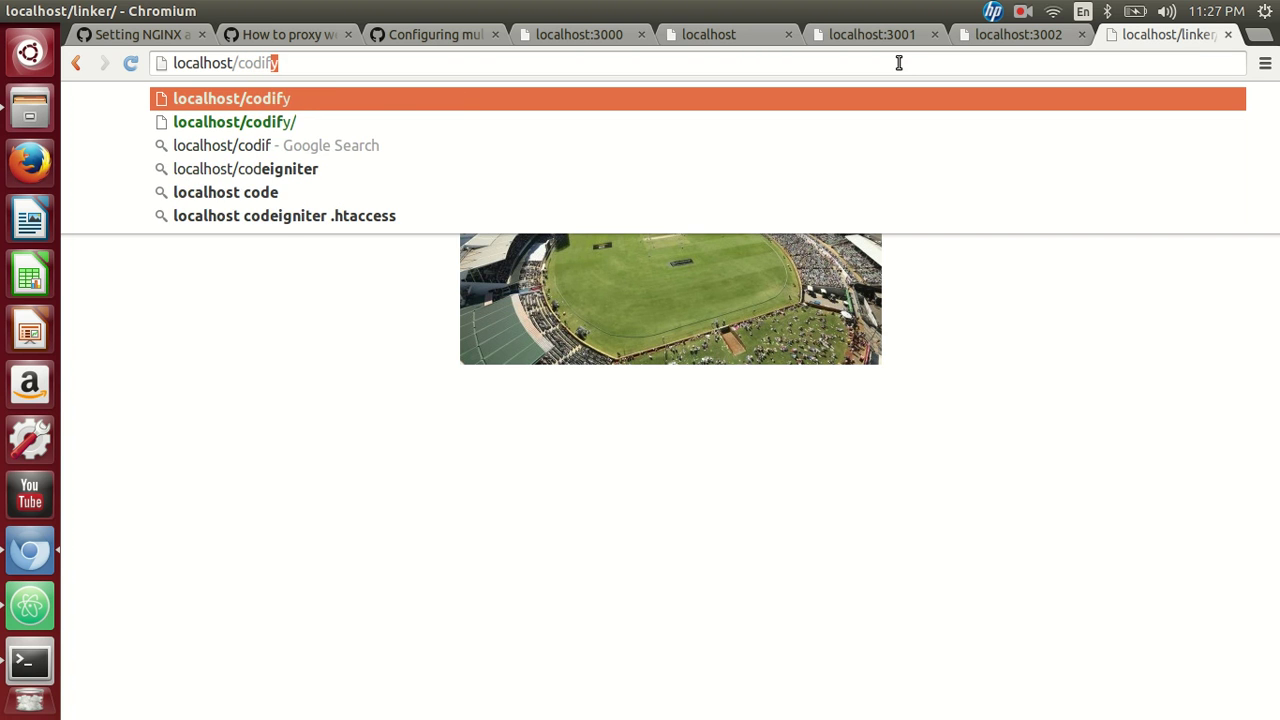 localhost/linker/ - Chromium
En
11:27 PM
Setting NGINX a
How to proxy w
Configuring mul
localhost:3000
localhost
localhost:3001
localhost:3002
localhost/linker/
localhost/codify
localhost/codify
localhost/codify/
localhost/codif - Google Search
localhost/codeigniter
localhost code
localhost codeigniter .htaccess
a
You
Tube